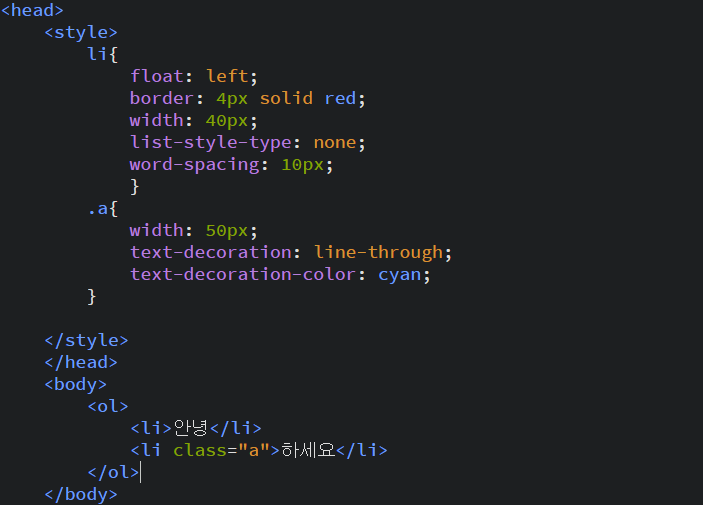 <head>
<style>
li{
float: left;
border: 4px solid red;
width: 40px;
list-style-type: none;
word-spacing: 10px;
}
.a{
width: 50px;
text-decoration: line-through;
text-decoration-color: cyan;
}
</style>
</head>
<body>
<ol>
<li>안녕</li>
<li class="a">하세요</li>
</ol>
</body>